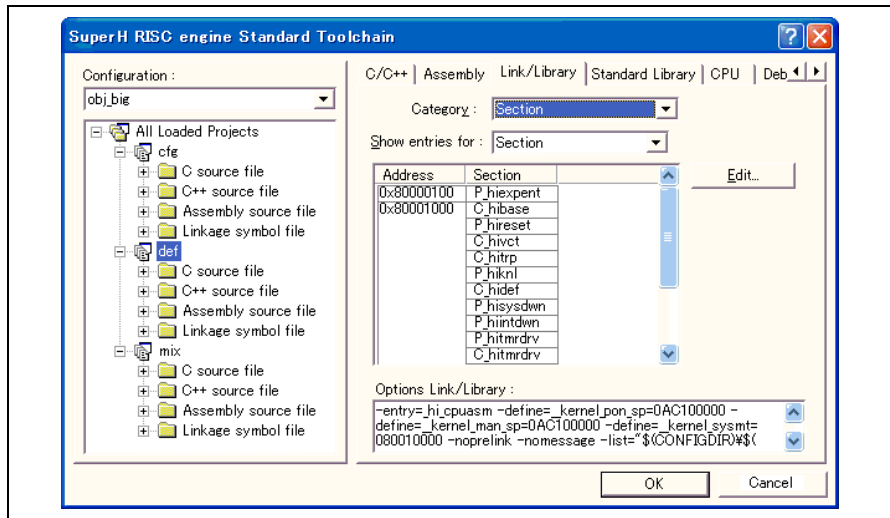 SuperH RISC engine Standard Toolchain
Configuration :
obj_big
All Loaded Projects
cfg
C source file
C++ source file
Assembly source file
Linkage symbol file
def
C source file
C++ source file
Assembly source file
Linkage symbol file
mix
C source file
C++ source file
Assembly source file
Linkage symbol file
C/C++ Assembly Link/Library Standard Library CPU Deb
Category : Section
Show entries for : Section
Address Section
0x80000100 P_hiexpent
0x80001000 C_hibase
P_hireset
C_hivct
C_hitrp
P_hiknl
C_hidef
P_hisysdwn
P_hiintdwn
P_hitmrdrv
C_hitmrdrv
Edit...
Options Link/Library :
-entry=_hi_cpuasm -define=_kernel_pon_sp=0AC100000 -
define=_kernel_man_sp=0AC100000 -define=_kernel_sysmt=
080010000 -noprelink -nomessage -list="$(CONFIGDIR)¥$(
OK Cancel